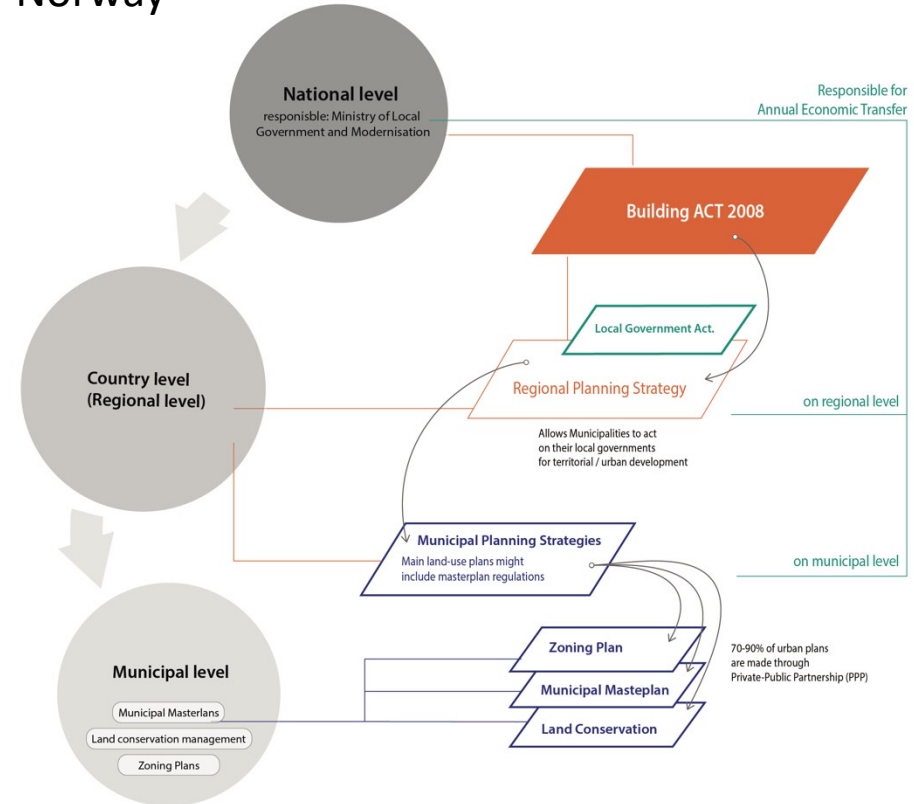 Norway
National level
responisble: Ministry of Local
Government and Modernisation
Responsible for
Annual Economic Transfer
Building ACT 2008
Local Government Act.
Country level
(Regional level)
Regional Planning Strategy
on regional level
Allows Municipalities to act
on their local governments
for territorial / urban development
Municipal Planning Strategies
Main land-use plans might
include masterplan regulations
on municipal level
Municipal level
Municipal Masterlans
Land conservation management
Zoning Plans
Zoning Plan
Municipal Masteplan
Land Conservation
70-90% of urban plans
are made through
Private-Public Partnership (PPP)